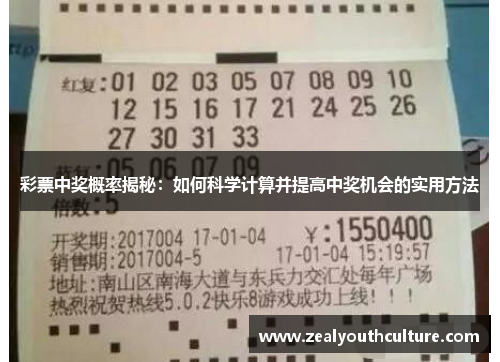 红复:01 02 03 05 07 08 09 10
12 15 16 17 21 24 25 26
27 30 31 33
蓝复:05 06 07 09
彩票中奖概率揭秘：如何科学计算并提高中奖机会的实用方法
倍数:5
开奖期:2017004 17-01-04 ¥:1550400
销售期:2017004-5 17-01-04 15:19:57
地址:南山区南海大道与东兵力交汇处每年广场
热烈祝贺热线5.0.2快乐8游戏成功上线!!!
www.zealyouthculture.com